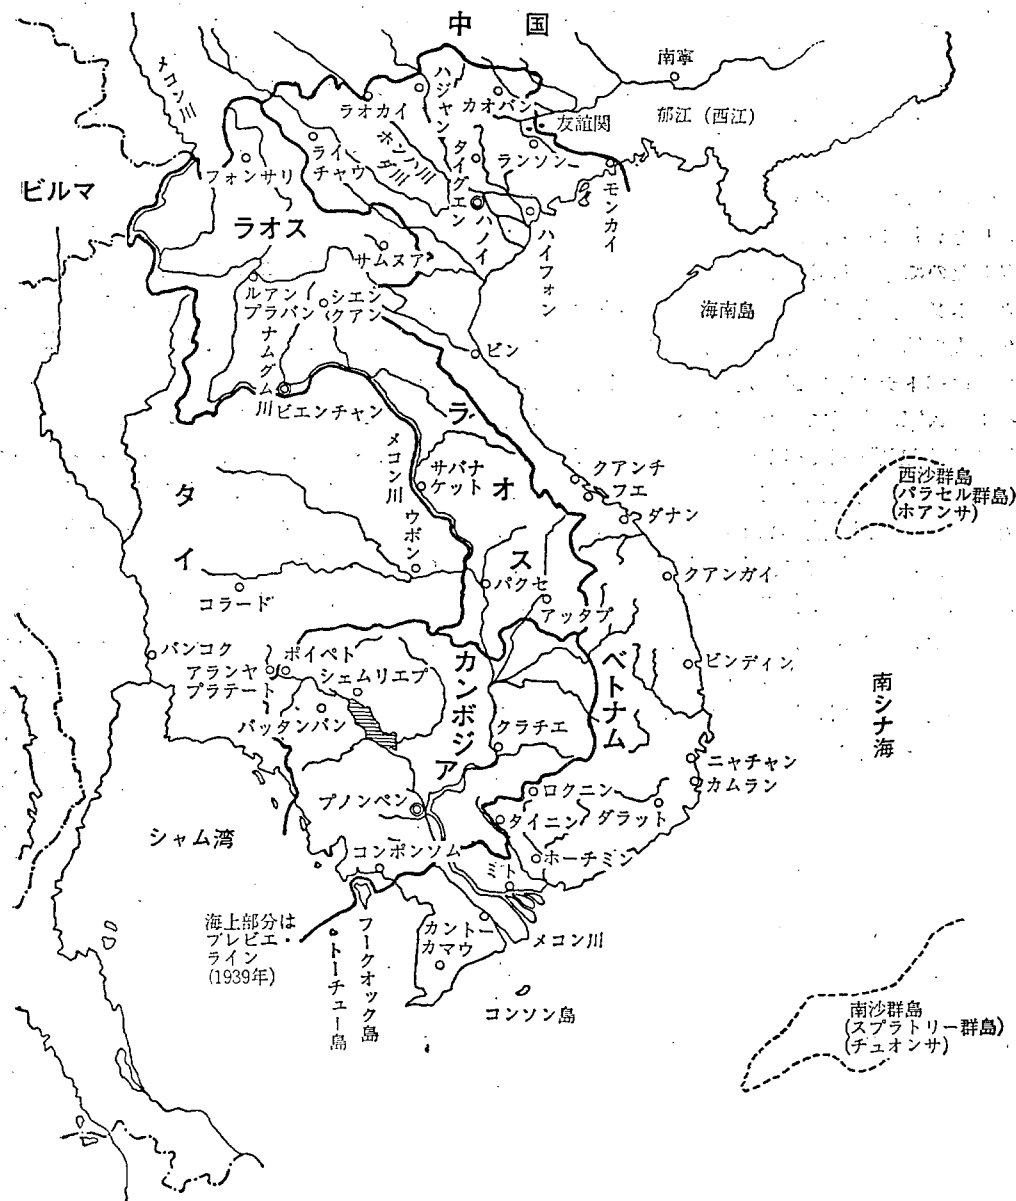 中国
南寧
メコン川
ハジャン
ラオカイ
カオバン
友誼関
郁江（西江）
ホンハ川
ダ川
タイグエン
ランソン
ライ
チャウ
フォンサリ
モンカイ
ビルマ
ラオス
ハノイ
ハイフォン
サムヌア
ルアン
プラバン
シエン
クアン
海南島
ナムグム川
ビン
ビエンチャン
ラオス
メコン川
サバナ
ケット
クアンチ
フエ
ダナン
西沙群島
(パラセル群島)
(ホアンサ)
タイ
ウボン
パクセ
クアンガイ
コラード
アッタプ
バンコク
ポイペト
アランヤ
プラテート
シェムリエプ
カンボジア
ベトナム
ビンディン
南シナ海
バッタンバン
クラチエ
ニャチャン
カムラン
プノンペン
ロクニン
タイニン
ダラット
シャム湾
コンポンソム
ホーチミン
ミト
海上部分は
ブレビエ・
ライン
(1939年)
フークオック島
トーチュー島
カントー
カマウ
メコン川
コンソン島
南沙群島
(スプラトリー群島)
(チュオンサ)